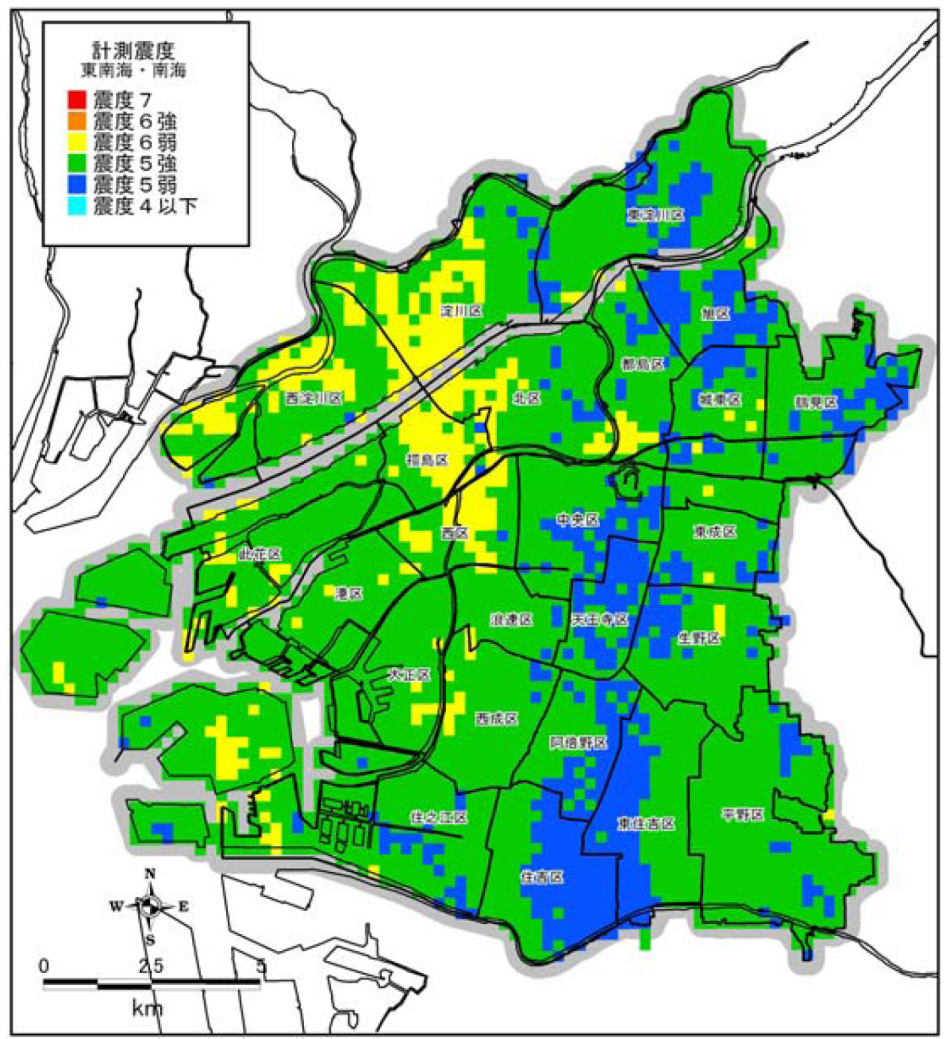 計測震度
東南海・南海
震度7
震度6強
震度6弱
震度5強
震度5弱
震度4以下
東淀川区
淀川区
旭区
都島区
西淀川区
北区
城東区
鶴見区
福島区
中央区
西区
東成区
此花区
港区
浪速区
天王寺区
生野区
大正区
西成区
阿倍野区
住之江区
東住吉区
平野区
住吉区
N
W E
S
0 2.5 5
km